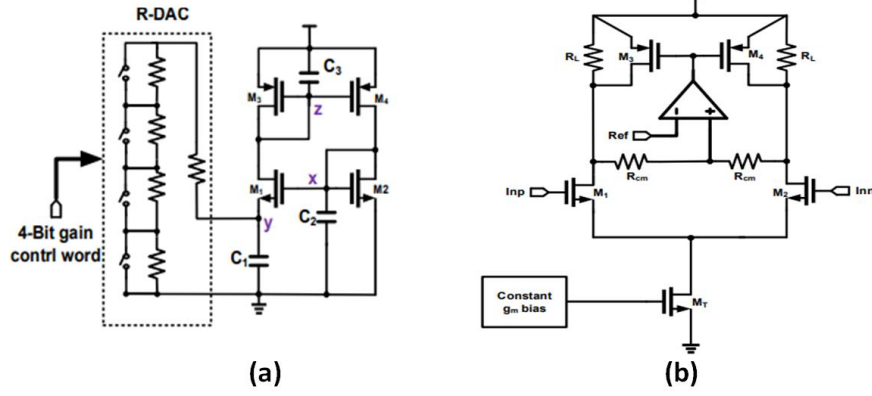 R-DAC
C3
M3
M4
z
x
M1
M2
y
C2
C1
4-Bit gain
contrl word
(a)
RL
M3
M4
RL
- +
Ref
Rcm
Rcm
Inp
M1
M2
Constant
gm bias
MT
(b)